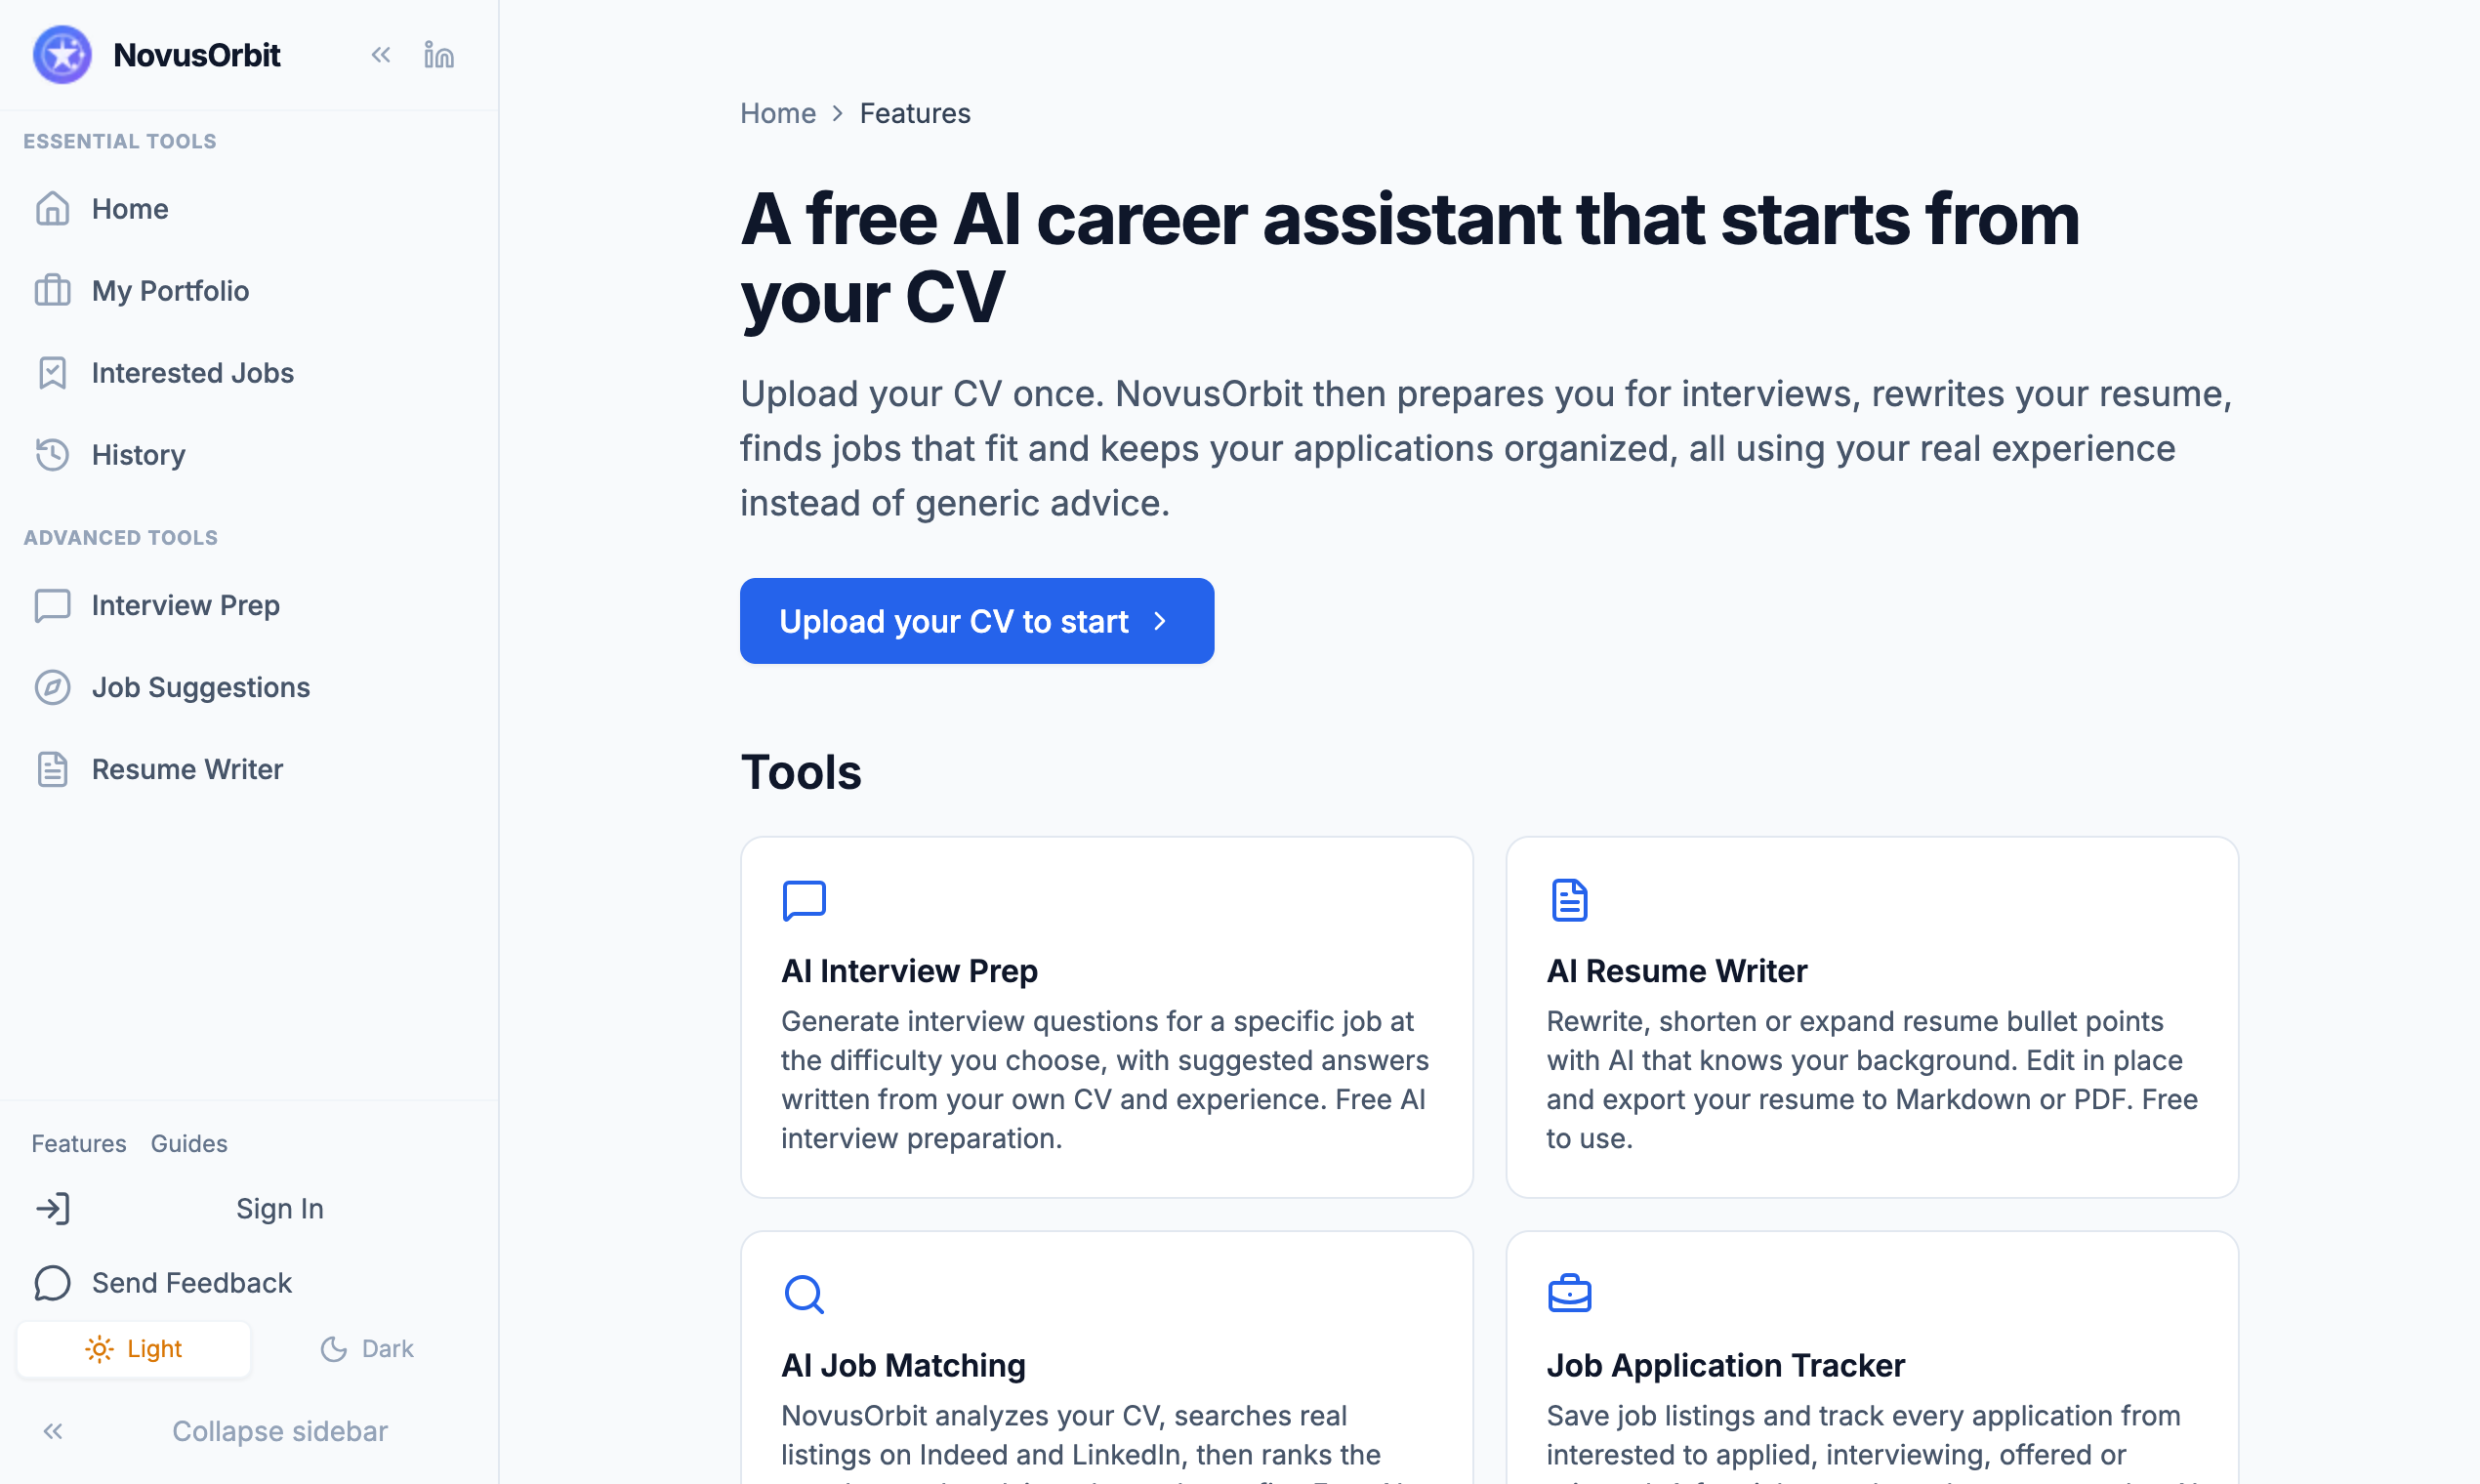 NovusOrbit
ESSENTIAL TOOLS
Home
My Portfolio
Interested Jobs
History
ADVANCED TOOLS
Interview Prep
Job Suggestions
Resume Writer
Features Guides
Sign In
Send Feedback
Light Dark
Collapse sidebar
Home > Features
A free AI career assistant that starts from
your CV
Upload your CV once. NovusOrbit then prepares you for interviews, rewrites your resume,
finds jobs that fit and keeps your applications organized, all using your real experience
instead of generic advice.
Upload your CV to start
Tools
AI Interview Prep
Generate interview questions for a specific job at
the difficulty you choose, with suggested answers
written from your own CV and experience. Free AI
interview preparation.
AI Resume Writer
Rewrite, shorten or expand resume bullet points
with AI that knows your background. Edit in place
and export your resume to Markdown or PDF. Free
to use.
AI Job Matching
NovusOrbit analyzes your CV, searches real
listings on Indeed and LinkedIn, then ranks the
Job Application Tracker
Save job listings and track every application from
interested to applied, interviewing, offered or